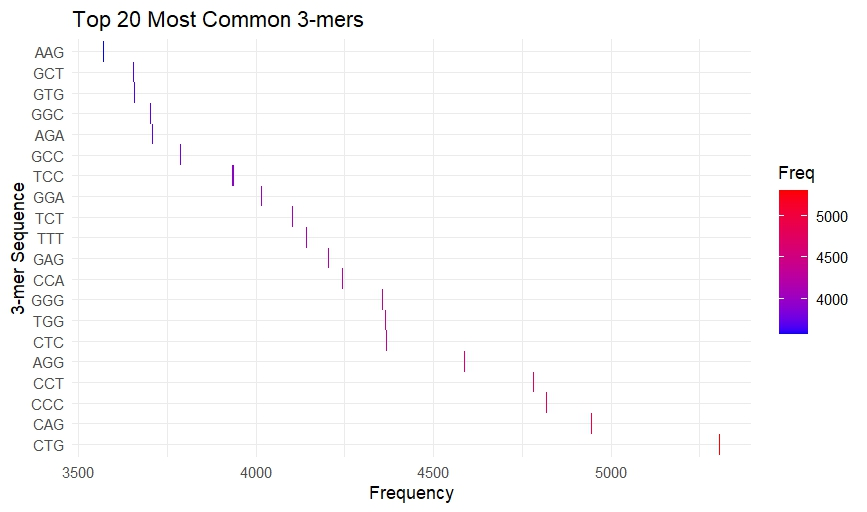 Top 20 Most Common 3-mers
AAG
GCT
GTG
GGC
AGA
GCC
TCC
GGA
TCT
TTT
GAG
CCA
GGG
TGG
CTC
AGG
CCT
CCC
CAG
CTG
3-mer Sequence
3500 4000 4500 5000
Frequency
Freq
5000
4500
4000